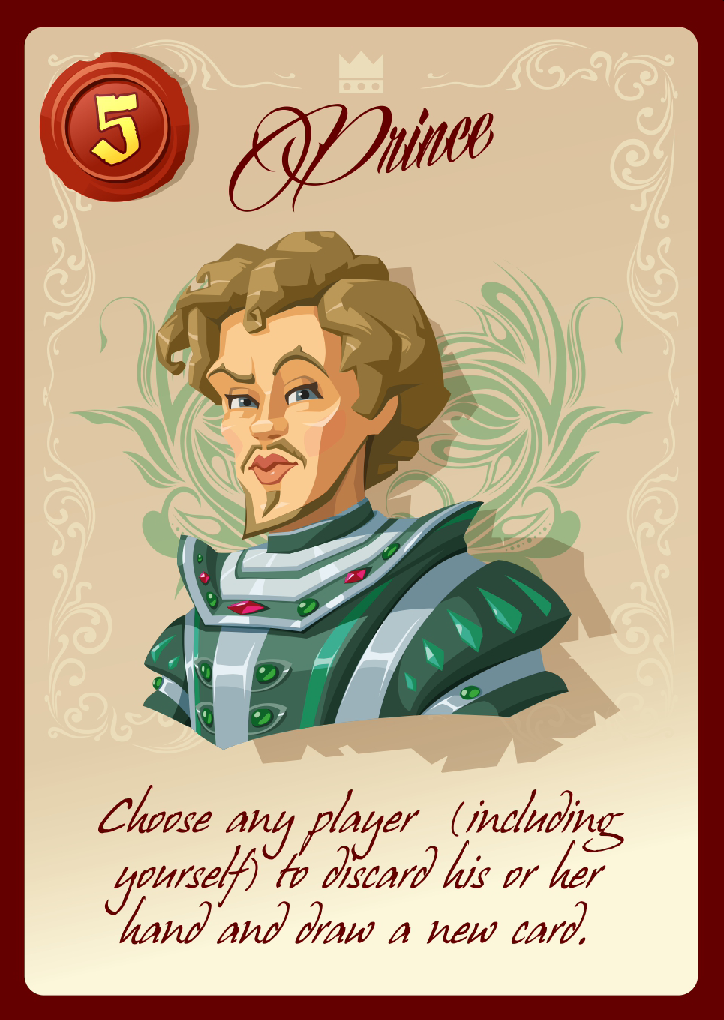 5
Prince
Choose any player (including
yourself) to discard his or her
hand and draw a new card.